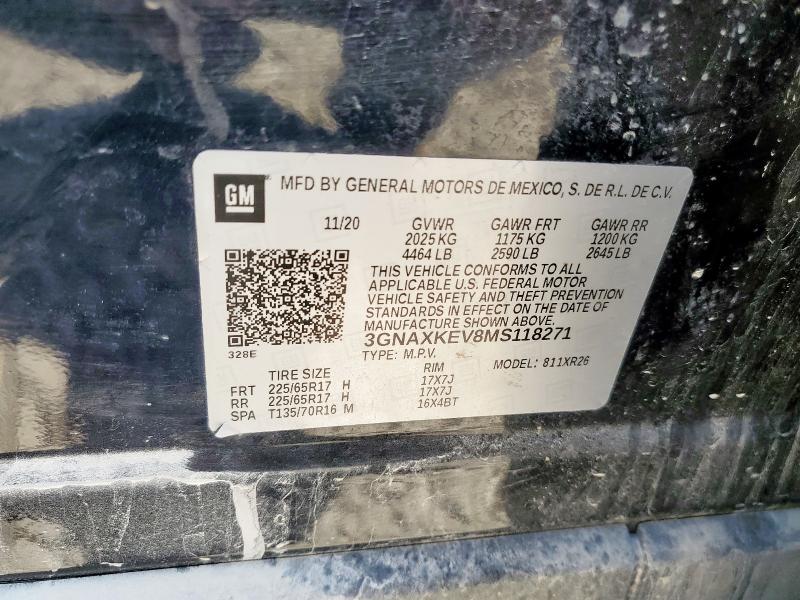 GM
MFD BY GENERAL MOTORS DE MEXICO, S. DE R.L. DE C.V.
11/20 GVWR GAWR FRT GAWR RR
2025 KG 1175 KG 1200 KG
4464 LB 2590 LB 2645 LB
THIS VEHICLE CONFORMS TO ALL
APPLICABLE U.S. FEDERAL MOTOR
VEHICLE SAFETY AND THEFT PREVENTION
STANDARDS IN EFFECT ON THE DATE OF
MANUFACTURE SHOWN ABOVE.
3GNAXKEV8MS118271
328E
TYPE: M.P.V. MODEL: 811XR26
TIRE SIZE RIM
FRT 225/65R17 H 17X7J
RR 225/65R17 H 17X7J
SPA T135/70R16 M 16X4BT